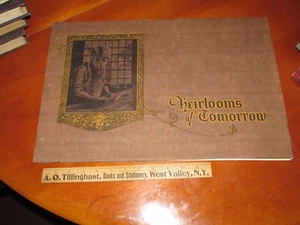 Heirlooms
of Tomorrow
A. O. Tillinghast, Books and Stationery, West Valley, N.Y.